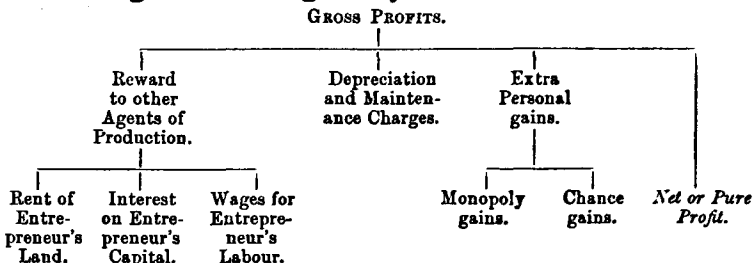 GROSS PROFITS.
Reward
to other
Agents of
Production.
Depreciation
and Mainten-
ance Charges.
Extra
Personal
gains.
Rent of
Entre-
preneur's
Land.
Interest
on Entre-
preneur's
Capital.
Wages for
Entrepre-
neur's
Labour.
Monopoly
gains.
Chance
gains.
Net or Pure
Profit.